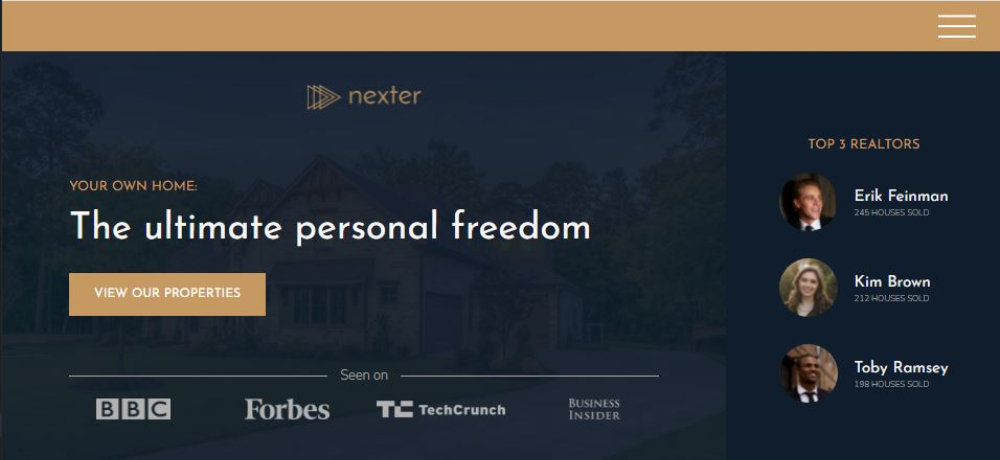 nexter
YOUR OWN HOME:
The ultimate personal freedom
VIEW OUR PROPERTIES
Seen on
BBC
Forbes
TC TechCrunch
BUSINESS
INSIDER
TOP 3 REALTORS
Erik Feinman
245 HOUSES SOLD
Kim Brown
212 HOUSES SOLD
Toby Ramsey
198 HOUSES SOLD